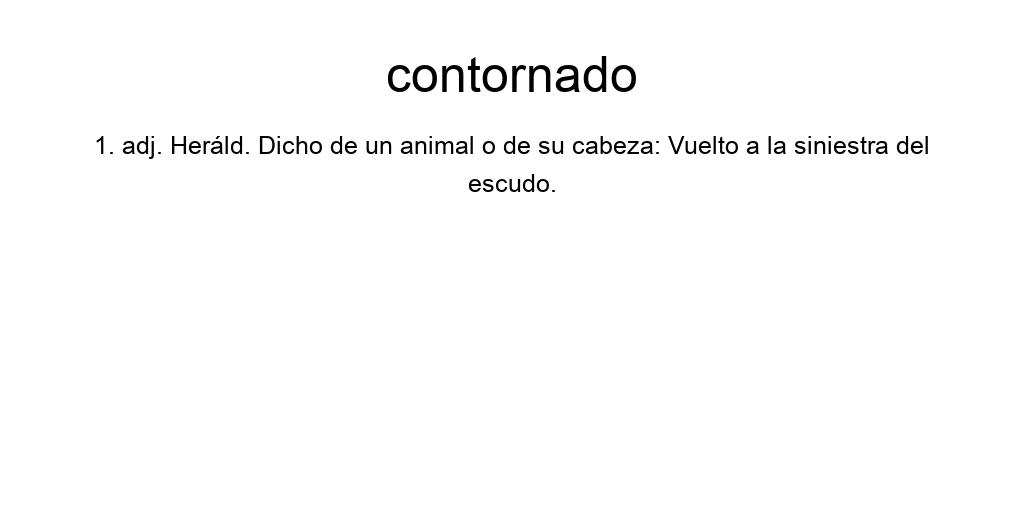 contornado
1. adj. Heráld. Dicho de un animal o de su cabeza: Vuelto a la siniestra del
escudo.